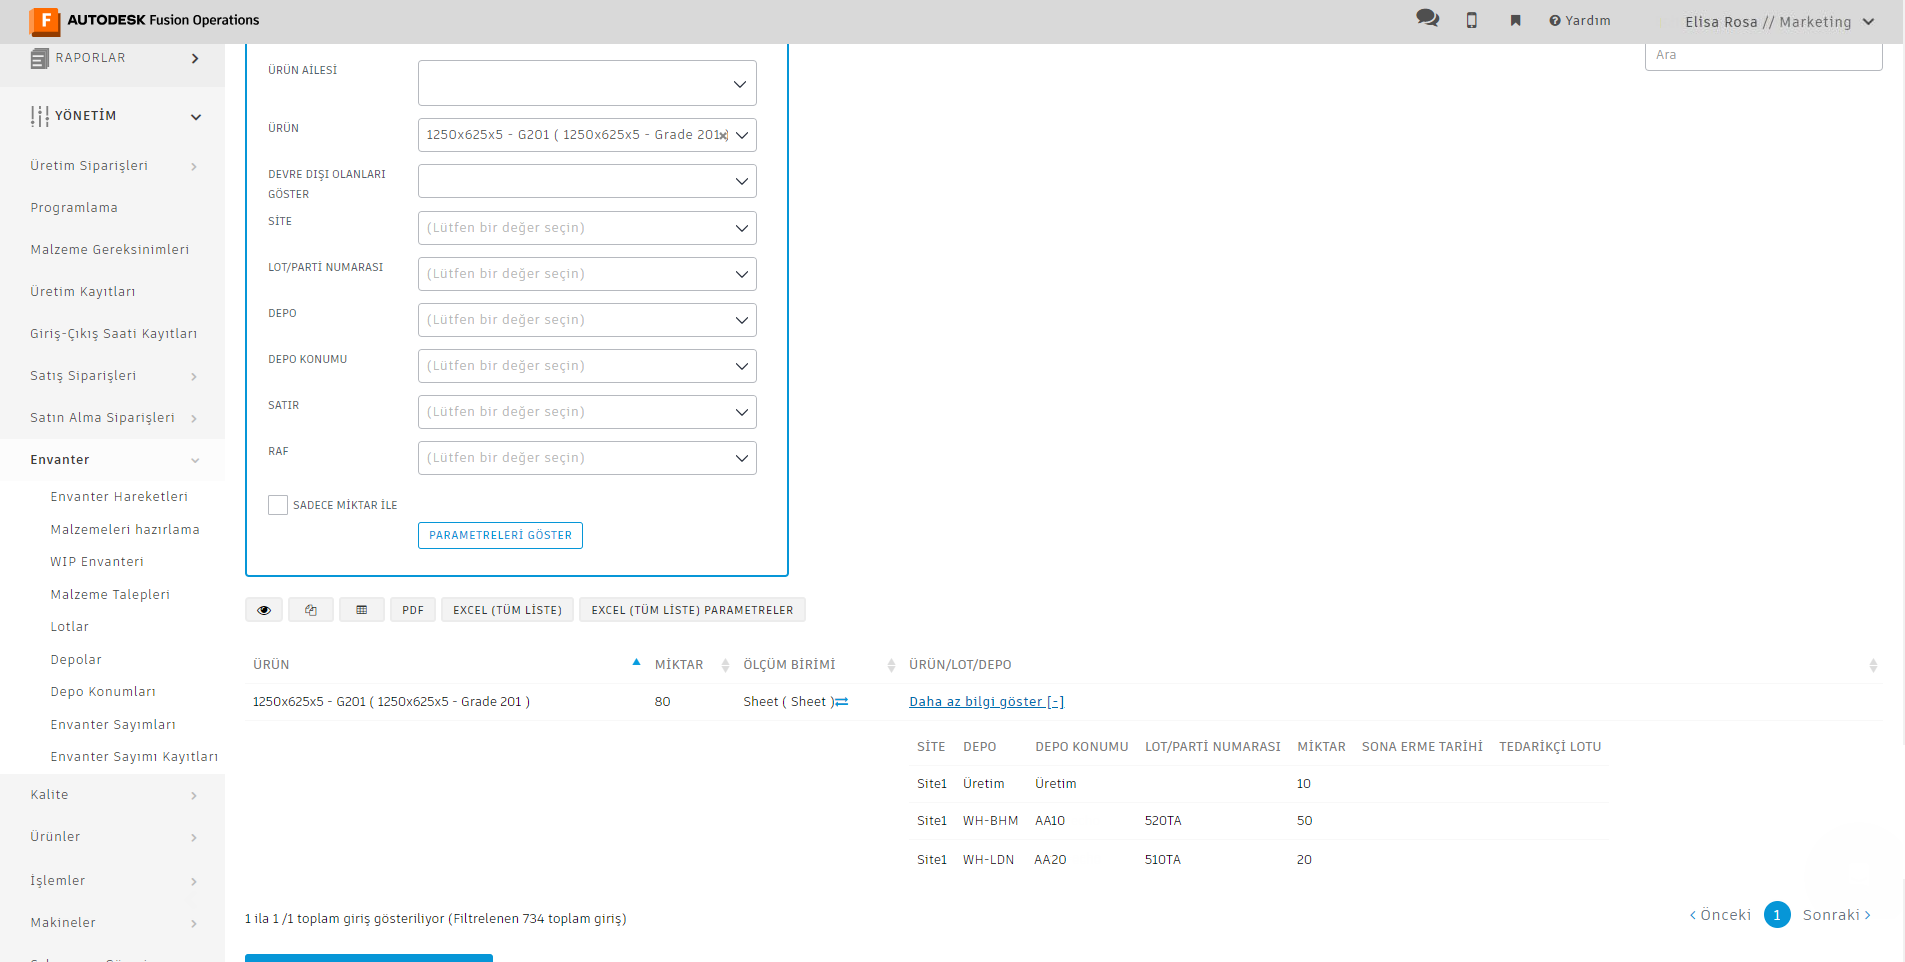 AUTODESK Fusion Operations
Yardım
Elisa Rosa // Marketing
RAPORLAR
YÖNETİM
Üretim Siparişleri
Programlama
Malzeme Gereksinimleri
Üretim Kayıtları
Giriş-Çıkış Saati Kayıtları
Satış Siparişleri
Satın Alma Siparişleri
Envanter
Envanter Hareketleri
Malzemeleri hazırlama
WIP Envanteri
Malzeme Talepleri
Lotlar
Depolar
Depo Konumları
Envanter Sayımları
Envanter Sayımı Kayıtları
Kalite
Ürünler
İşlemler
Makineler
Ara
ÜRÜN AİLESİ
ÜRÜN
1250x625x5 - G201 ( 1250x625x5 - Grade 201 )
DEVRE DIŞI OLANLARI
GÖSTER
SİTE
(Lütfen bir değer seçin)
LOT/PARTİ NUMARASI
(Lütfen bir değer seçin)
DEPO
(Lütfen bir değer seçin)
DEPO KONUMU
(Lütfen bir değer seçin)
SATIR
(Lütfen bir değer seçin)
RAF
(Lütfen bir değer seçin)
SADECE MİKTAR İLE
PARAMETRELERİ GÖSTER
PDF EXCEL (TÜM LİSTE) EXCEL (TÜM LİSTE) PARAMETRELER
ÜRÜN MİKTAR ÖLÇÜM BİRİMİ ÜRÜN/LOT/DEPO
1250x625x5 - G201 ( 1250x625x5 - Grade 201 ) 80 Sheet ( Sheet ) Daha az bilgi göster [-]
SİTE DEPO DEPO KONUMU LOT/PARTİ NUMARASI MİKTAR SONA ERME TARİHİ TEDARİKÇİ LOTU
Site1 Üretim Üretim 10
Site1 WH-BHM AA10 520TA 50
Site1 WH-LDN AA20 510TA 20
1 ila 1 /1 toplam giriş gösteriliyor (Filtrelenen 734 toplam giriş)
Önceki 1 Sonraki